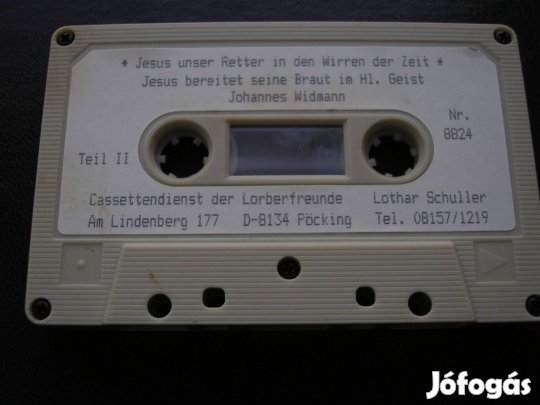 * Jesus unser Retter in den Wirren der Zeit *
Jesus bereitet seine Braut im Hl. Geist
Johannes Widmann
Nr.
8824
Teil II
Cassettendienst der Lorberfreunde Lothar Schuller
Am Lindenberg 177 D-8134 Pöcking Tel. 08157/1219
Jófogás